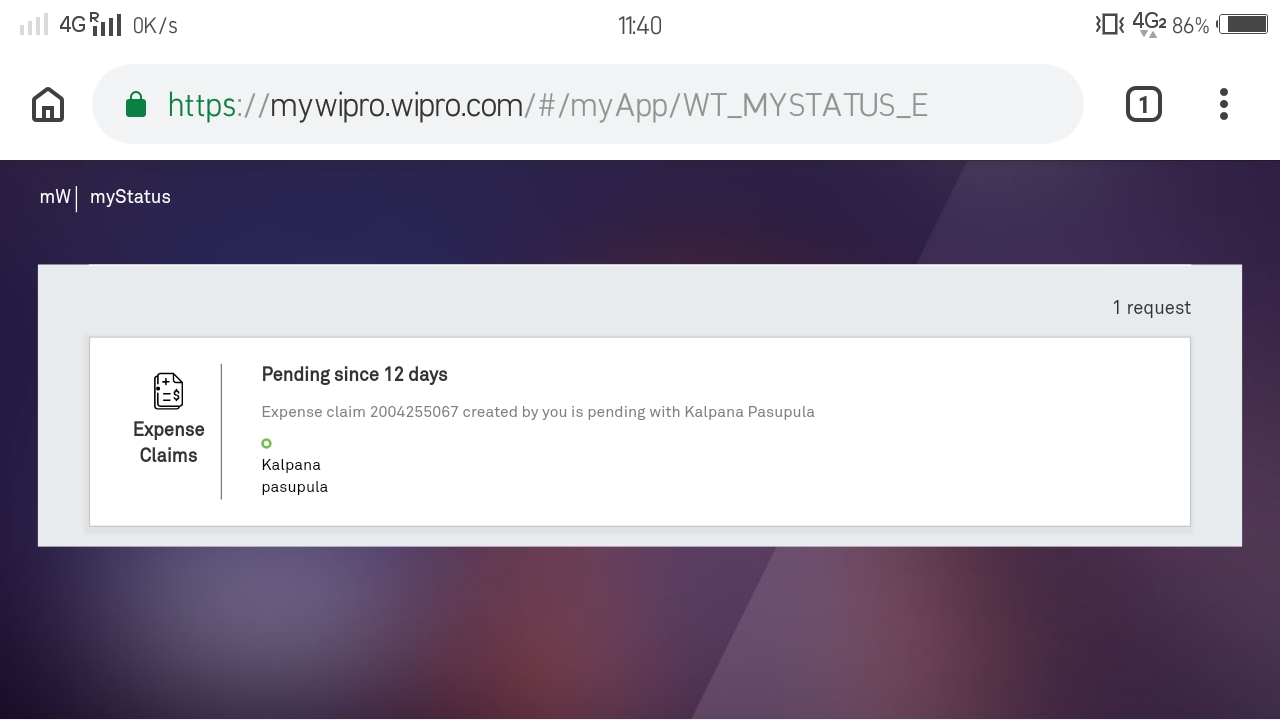 4G R 0K/s 11:40 4G2 86%
https://mywipro.wipro.com/#/myApp/WT_MYSTATUS_E 1
mW| myStatus
1 request
Pending since 12 days
Expense claim 2004255067 created by you is pending with Kalpana Pasupula
Expense
Claims
Kalpana
pasupula